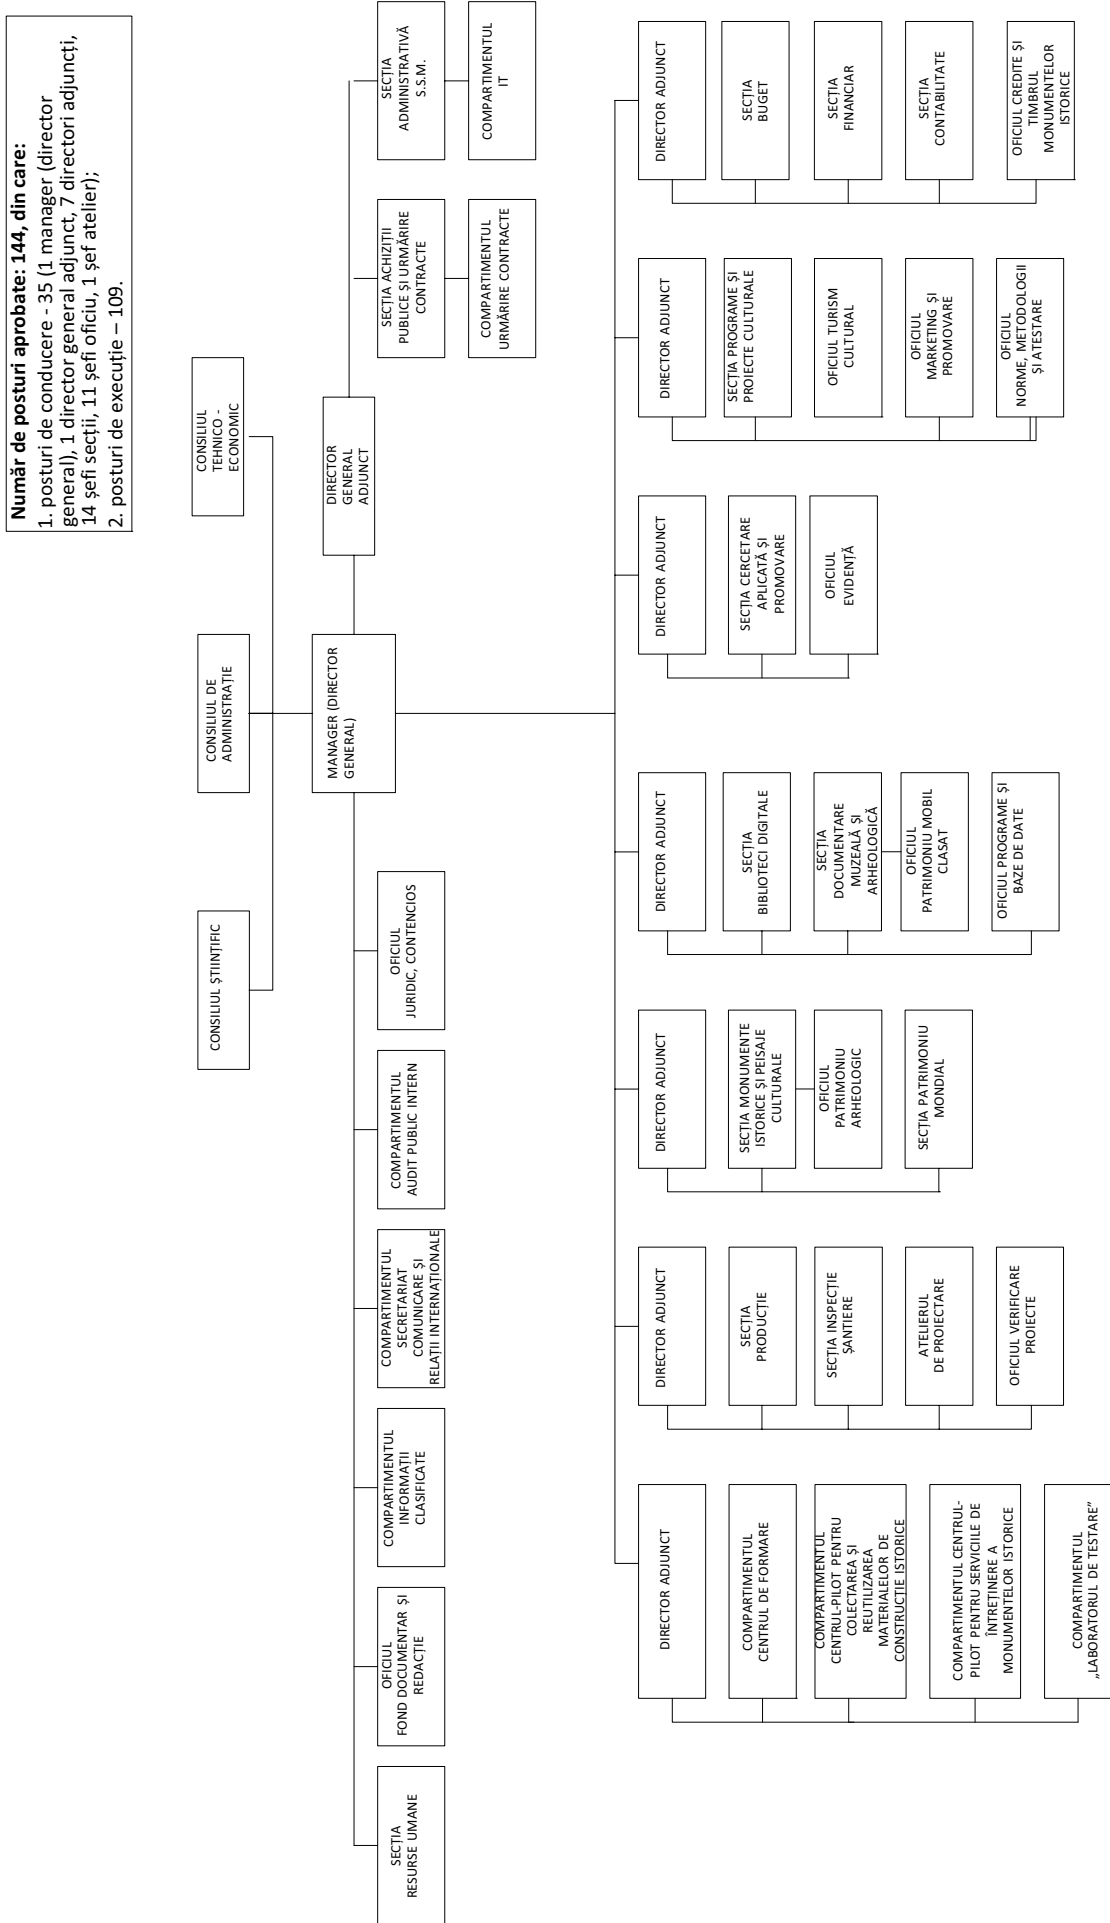 Număr de posturi aprobate: 144, din care:
1. posturi de conducere - 35 (1 manager (director
general), 1 director general adjunct, 7 directori adjuncți,
14 șefi secții, 11 șefi oficiu, 1 șef atelier);
2. posturi de execuție – 109.
CONSILIUL ȘTIINȚIFIC
CONSILIUL DE
ADMINISTRAȚIE
CONSILIUL
TEHNICO -
ECONOMIC
MANAGER (DIRECTOR
GENERAL)
DIRECTOR
GENERAL
ADJUNCT
SECȚIA
RESURSE UMANE
OFICIUL
FOND DOCUMENTAR ȘI
REDACȚIE
COMPARTIMENTUL
INFORMAȚII
CLASIFICATE
COMPARTIMENTUL
SECRETARIAT
COMUNICARE ȘI
RELAȚII INTERNAȚIONALE
COMPARTIMENTUL
AUDIT PUBLIC INTERN
OFICIUL
JURIDIC, CONTENCIOS
SECȚIA ACHIZIȚII
PUBLICE ȘI URMĂRIRE
CONTRACTE
COMPARTIMENTUL
URMĂRIRE CONTRACTE
SECȚIA
ADMINISTRATIVĂ
S.S.M.
COMPARTIMENTUL
IT
DIRECTOR ADJUNCT
COMPARTIMENTUL
CENTRUL DE FORMARE
COMPARTIMENTUL
CENTRUL-PILOT PENTRU
COLECTAREA ȘI
REUTILIZAREA
MATERIALELOR DE
CONSTRUCȚIE ISTORICE
COMPARTIMENTUL CENTRUL-
PILOT PENTRU SERVICIILE DE
ÎNTREȚINERE A
MONUMENTELOR ISTORICE
COMPARTIMENTUL
„LABORATORUL DE TESTARE”
DIRECTOR ADJUNCT
SECȚIA
PRODUCȚIE
SECȚIA INSPECȚIE
ȘANTIERE
ATELIERUL
DE PROIECTARE
OFICIUL VERIFICARE
PROIECTE
DIRECTOR ADJUNCT
SECȚIA MONUMENTE
ISTORICE ȘI PEISAJE
CULTURALE
OFICIUL
PATRIMONIU
ARHEOLOGIC
SECȚIA PATRIMONIU
MONDIAL
DIRECTOR ADJUNCT
SECȚIA
BIBLIOTECI DIGITALE
SECȚIA
DOCUMENTARE
MUZEALĂ ȘI
ARHEOLOGICĂ
OFICIUL
PATRIMONIU MOBIL
CLASAT
OFICIUL PROGRAME ȘI
BAZE DE DATE
DIRECTOR ADJUNCT
SECȚIA CERCETARE
APLICATĂ ȘI
PROMOVARE
OFICIUL
EVIDENȚĂ
DIRECTOR ADJUNCT
SECȚIA PROGRAME ȘI
PROIECTE CULTURALE
OFICIUL TURISM
CULTURAL
OFICIUL
MARKETING ȘI
PROMOVARE
OFICIUL
NORME, METODOLOGII
ȘI ATESTARE
DIRECTOR ADJUNCT
SECȚIA
BUGET
SECȚIA
FINANCIAR
SECȚIA
CONTABILITATE
OFICIUL CREDITE ȘI
TIMBRUL
MONUMENTELOR
ISTORICE